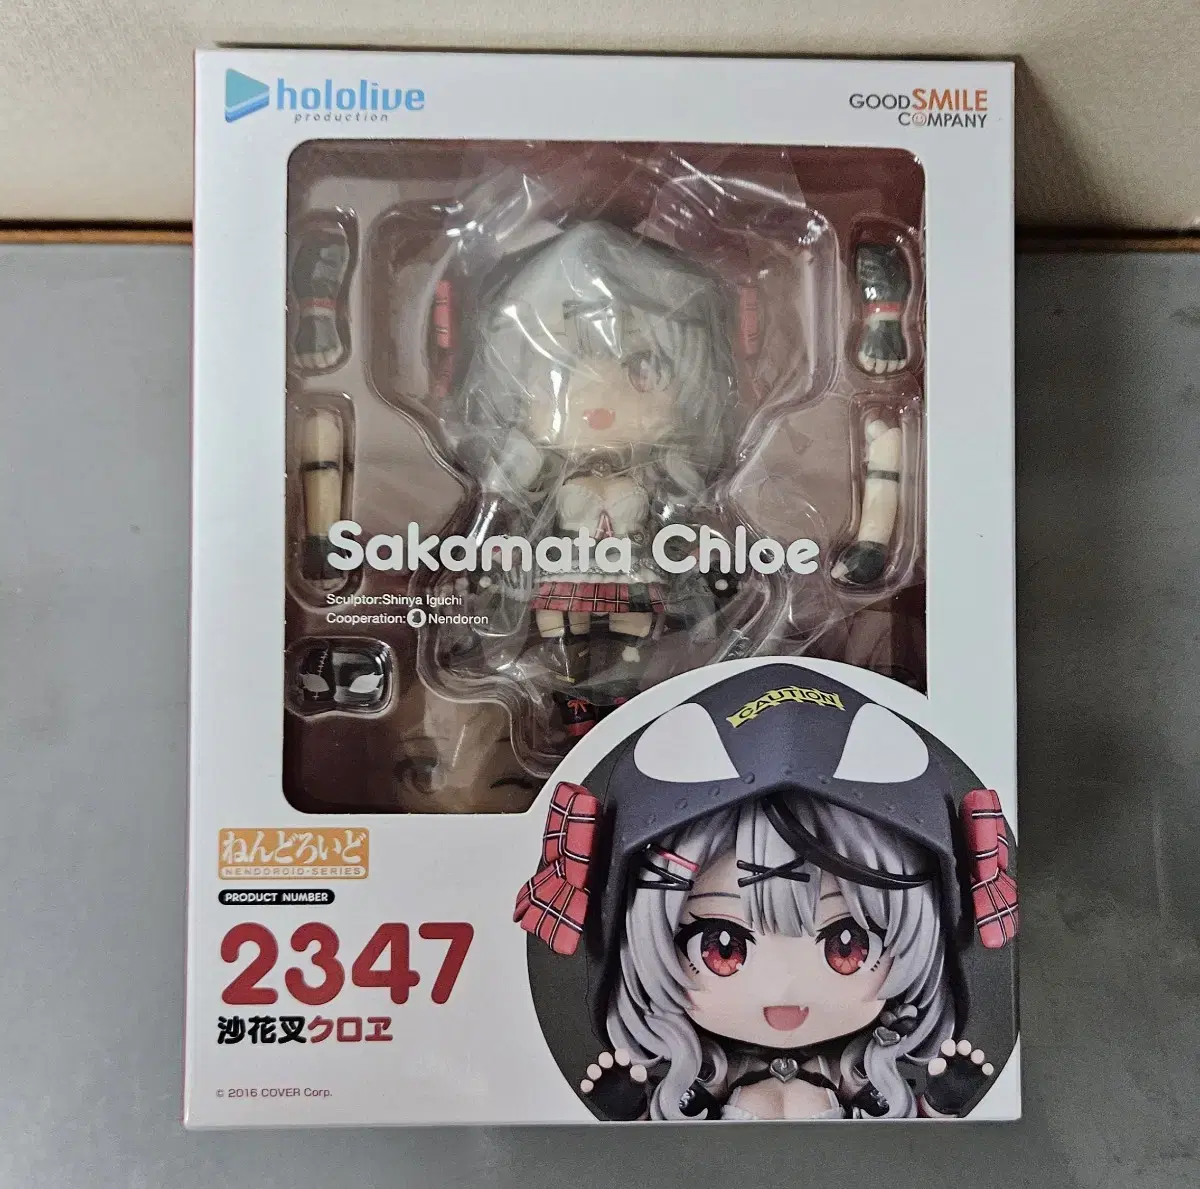 hololive
production
GOODSMILE
COMPANY
Sakamata Chloe
Sculptor:Shinya Iguchi
Cooperation: Nendoron
CAUTION
ねんどろいど
NENDOROID-SERIES
PRODUCT NUMBER
2347
沙花叉クロヱ
© 2016 COVER Corp.